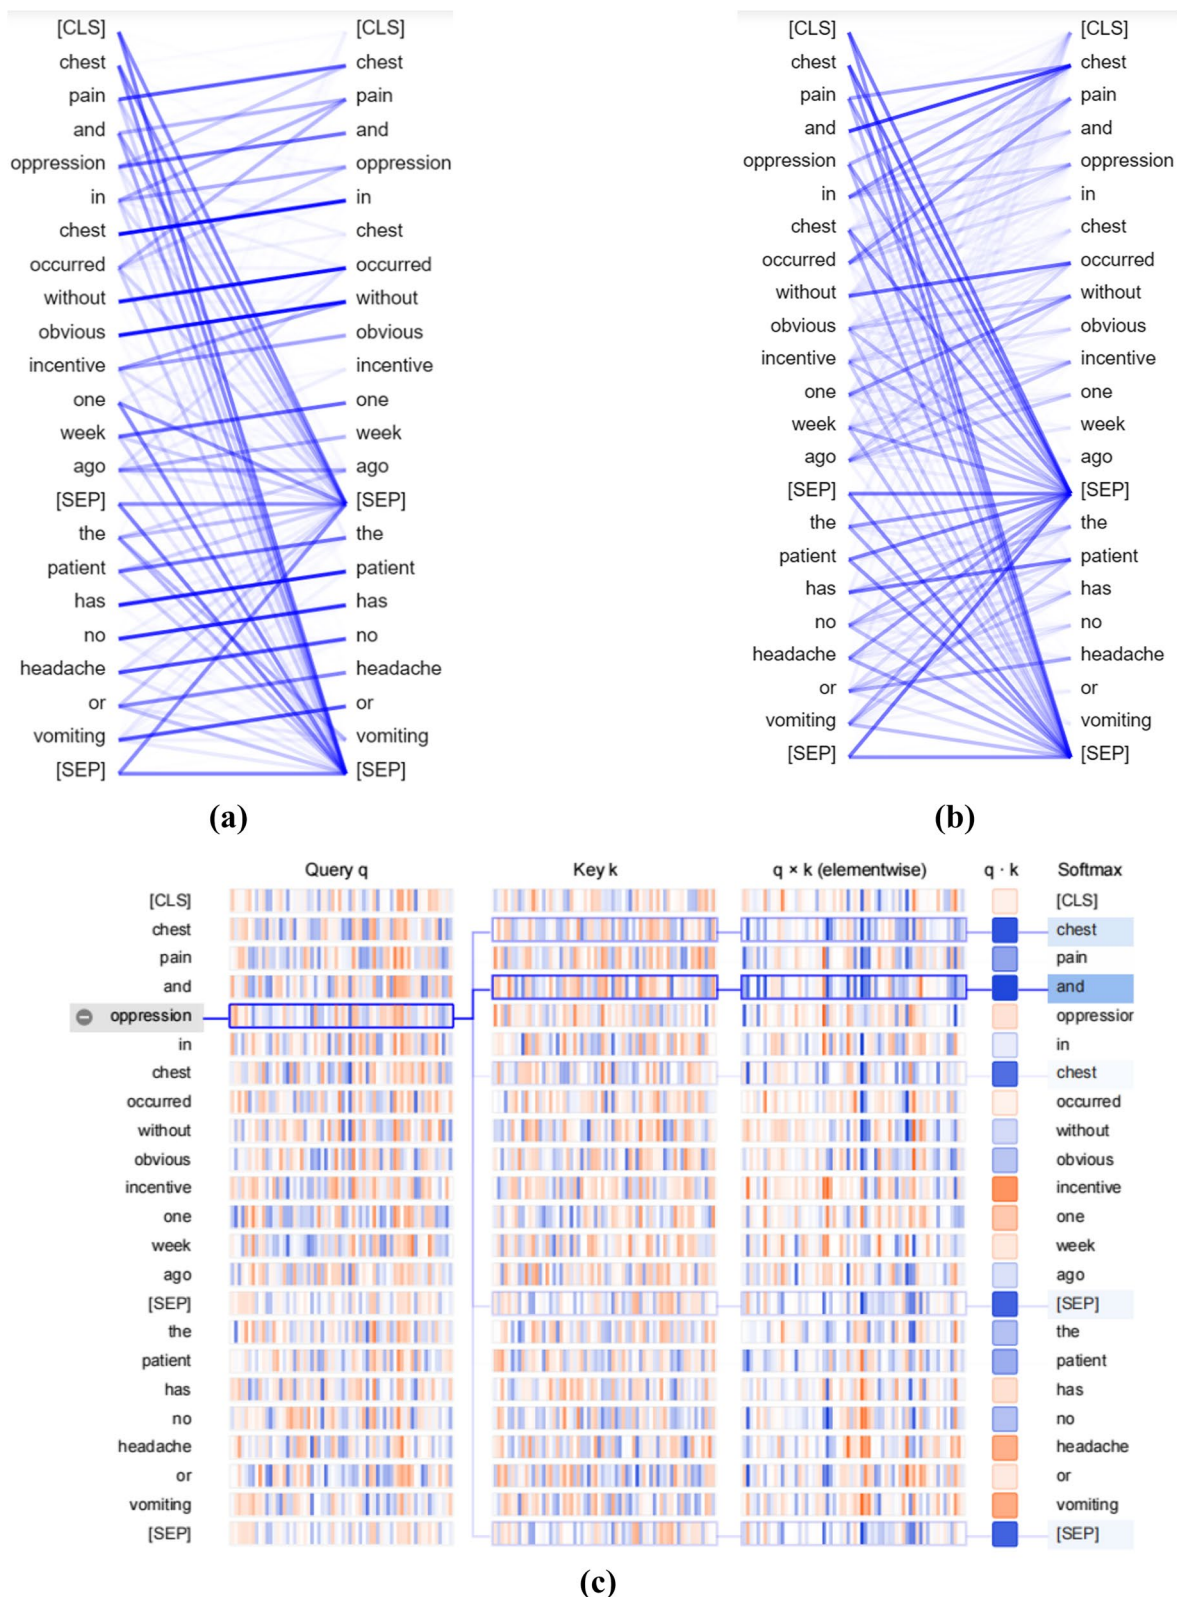 [CLS] [CLS]
chest chest
pain pain
and and
oppression oppression
in in
chest chest
occurred occurred
without without
obvious obvious
incentive incentive
one one
week week
ago ago
[SEP] [SEP]
the the
patient patient
has has
no no
headache headache
or or
vomiting vomiting
[SEP] [SEP]
(a)
[CLS] [CLS]
chest chest
pain pain
and and
oppression oppression
in in
chest chest
occurred occurred
without without
obvious obvious
incentive incentive
one one
week week
ago ago
[SEP] [SEP]
the the
patient patient
has has
no no
headache headache
or or
vomiting vomiting
[SEP] [SEP]
(b)
Query q Key k q × k (elementwise) q · k Softmax
[CLS] [CLS]
chest chest
pain pain
and and
oppression oppression
in in
chest chest
occurred occurred
without without
obvious obvious
incentive incentive
one one
week week
ago ago
[SEP] [SEP]
the the
patient patient
has has
no no
headache headache
or or
vomiting vomiting
[SEP] [SEP]
(c)